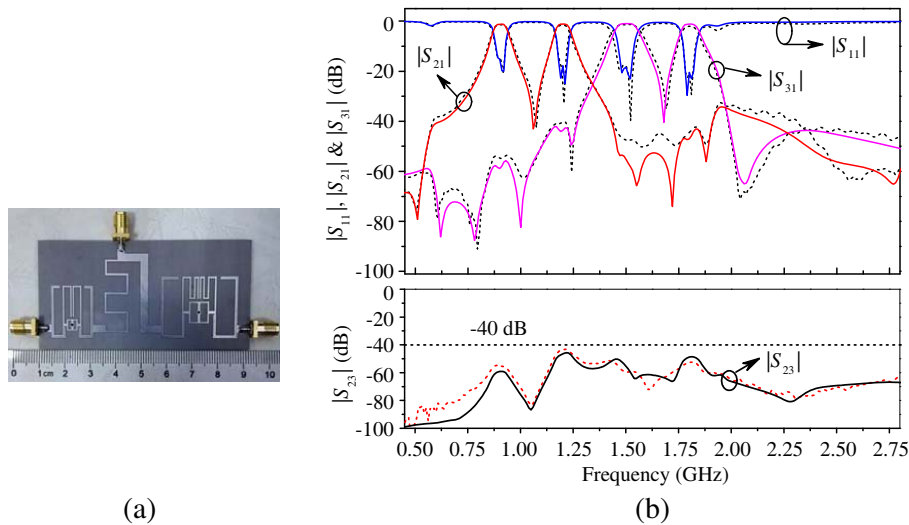 0
-20
-40
-60
-80
-100
|S₁₁|, |S₂₁| & |S₃₁| (dB)
|S₂₁|
|S₁₁|
|S₃₁|
0
-20
-40
-60
-80
-100
|S₂₃| (dB)
-40 dB
|S₂₃|
0.50 0.75 1.00 1.25 1.50 1.75 2.00 2.25 2.50 2.75
Frequency (GHz)
0 1cm 2 3 4 5 6 7 8 9 10
(a)
(b)